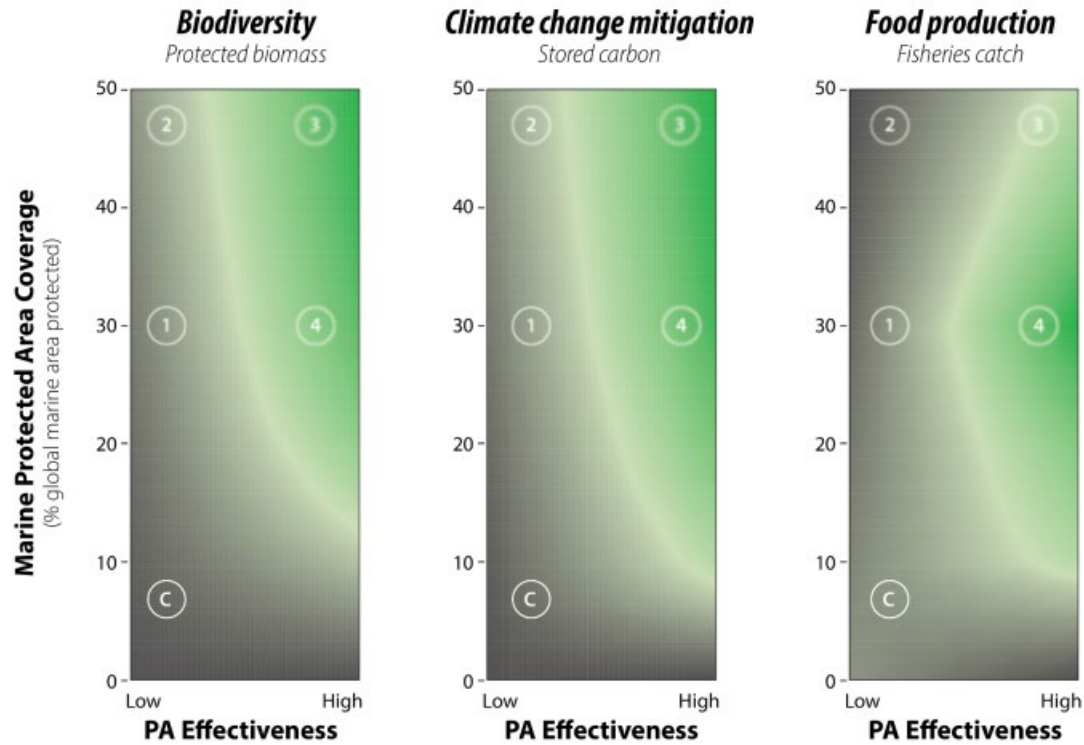 Biodiversity
Protected biomass
Climate change mitigation
Stored carbon
Food production
Fisheries catch
Marine Protected Area Coverage
(% global marine area protected)
50
40
30
20
10
0
2
3
1
4
C
Low
High
PA Effectiveness
50
40
30
20
10
0
2
3
1
4
C
Low
High
PA Effectiveness
50
40
30
20
10
0
2
3
1
4
C
Low
High
PA Effectiveness